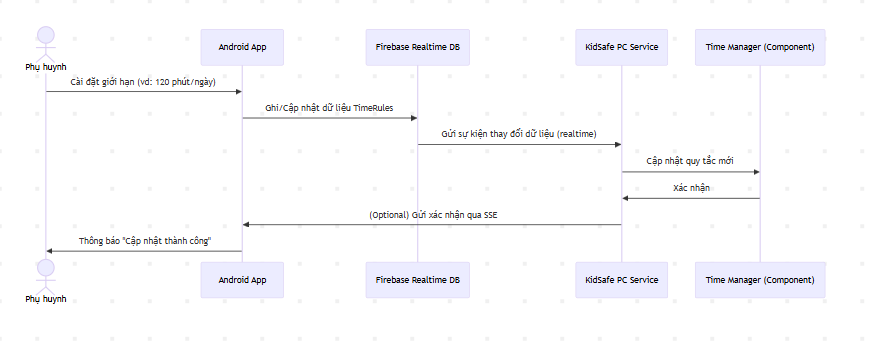 Phụ huynh
Android App
Firebase Realtime DB
KidSafe PC Service
Time Manager (Component)
Cài đặt giới hạn (vd: 120 phút/ngày)
Ghi/Cập nhật dữ liệu TimeRules
Gửi sự kiện thay đổi dữ liệu (realtime)
Cập nhật quy tắc mới
Xác nhận
(Optional) Gửi xác nhận qua SSE
Thông báo "Cập nhật thành công"
Phụ huynh
Android App
Firebase Realtime DB
KidSafe PC Service
Time Manager (Component)